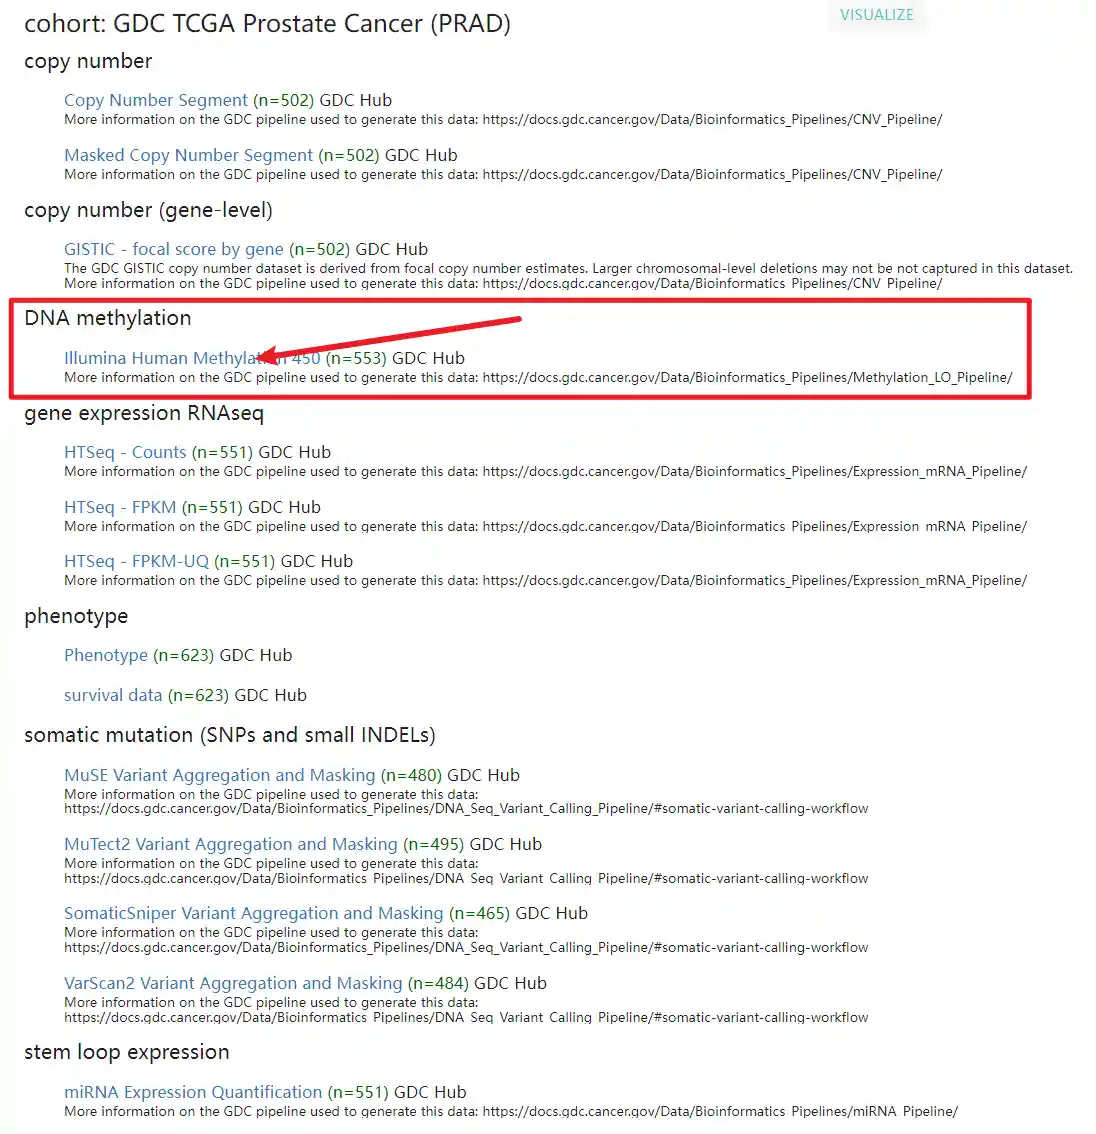 cohort: GDC TCGA Prostate Cancer (PRAD)
VISUALIZE
copy number
Copy Number Segment (n=502) GDC Hub
More information on the GDC pipeline used to generate this data: https://docs.gdc.cancer.gov/Data/Bioinformatics_Pipelines/CNV_Pipeline/
Masked Copy Number Segment (n=502) GDC Hub
More information on the GDC pipeline used to generate this data: https://docs.gdc.cancer.gov/Data/Bioinformatics_Pipelines/CNV_Pipeline/
copy number (gene-level)
GISTIC - focal score by gene (n=502) GDC Hub
The GDC GISTIC copy number dataset is derived from focal copy number estimates. Larger chromosomal-level deletions may not be not captured in this dataset.
More information on the GDC pipeline used to generate this data: https://docs.gdc.cancer.gov/Data/Bioinformatics_Pipelines/CNV_Pipeline/
DNA methylation
Illumina Human Methylation 450 (n=553) GDC Hub
More information on the GDC pipeline used to generate this data: https://docs.gdc.cancer.gov/Data/Bioinformatics_Pipelines/Methylation_LO_Pipeline/
gene expression RNAseq
HTSeq - Counts (n=551) GDC Hub
More information on the GDC pipeline used to generate this data: https://docs.gdc.cancer.gov/Data/Bioinformatics_Pipelines/Expression_mRNA_Pipeline/
HTSeq - FPKM (n=551) GDC Hub
More information on the GDC pipeline used to generate this data: https://docs.gdc.cancer.gov/Data/Bioinformatics_Pipelines/Expression_mRNA_Pipeline/
HTSeq - FPKM-UQ (n=551) GDC Hub
More information on the GDC pipeline used to generate this data: https://docs.gdc.cancer.gov/Data/Bioinformatics_Pipelines/Expression_mRNA_Pipeline/
phenotype
Phenotype (n=623) GDC Hub
survival data (n=623) GDC Hub
somatic mutation (SNPs and small INDELs)
MuSE Variant Aggregation and Masking (n=480) GDC Hub
More information on the GDC pipeline used to generate this data:
https://docs.gdc.cancer.gov/Data/Bioinformatics_Pipelines/DNA_Seq_Variant_Calling_Pipeline/#somatic-variant-calling-workflow
MuTect2 Variant Aggregation and Masking (n=495) GDC Hub
More information on the GDC pipeline used to generate this data:
https://docs.gdc.cancer.gov/Data/Bioinformatics_Pipelines/DNA_Seq_Variant_Calling_Pipeline/#somatic-variant-calling-workflow
SomaticSniper Variant Aggregation and Masking (n=465) GDC Hub
More information on the GDC pipeline used to generate this data:
https://docs.gdc.cancer.gov/Data/Bioinformatics_Pipelines/DNA_Seq_Variant_Calling_Pipeline/#somatic-variant-calling-workflow
VarScan2 Variant Aggregation and Masking (n=484) GDC Hub
More information on the GDC pipeline used to generate this data:
https://docs.gdc.cancer.gov/Data/Bioinformatics_Pipelines/DNA_Seq_Variant_Calling_Pipeline/#somatic-variant-calling-workflow
stem loop expression
miRNA Expression Quantification (n=551) GDC Hub
More information on the GDC pipeline used to generate this data: https://docs.gdc.cancer.gov/Data/Bioinformatics_Pipelines/miRNA_Pipeline/